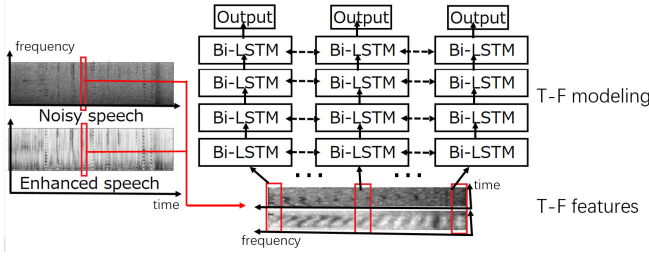 Output Output Output
frequency
Bi-LSTM Bi-LSTM Bi-LSTM
Bi-LSTM Bi-LSTM Bi-LSTM
T-F modeling
Noisy speech
Bi-LSTM Bi-LSTM Bi-LSTM
Bi-LSTM Bi-LSTM Bi-LSTM
Enhanced speech
time
time
T-F features
frequency